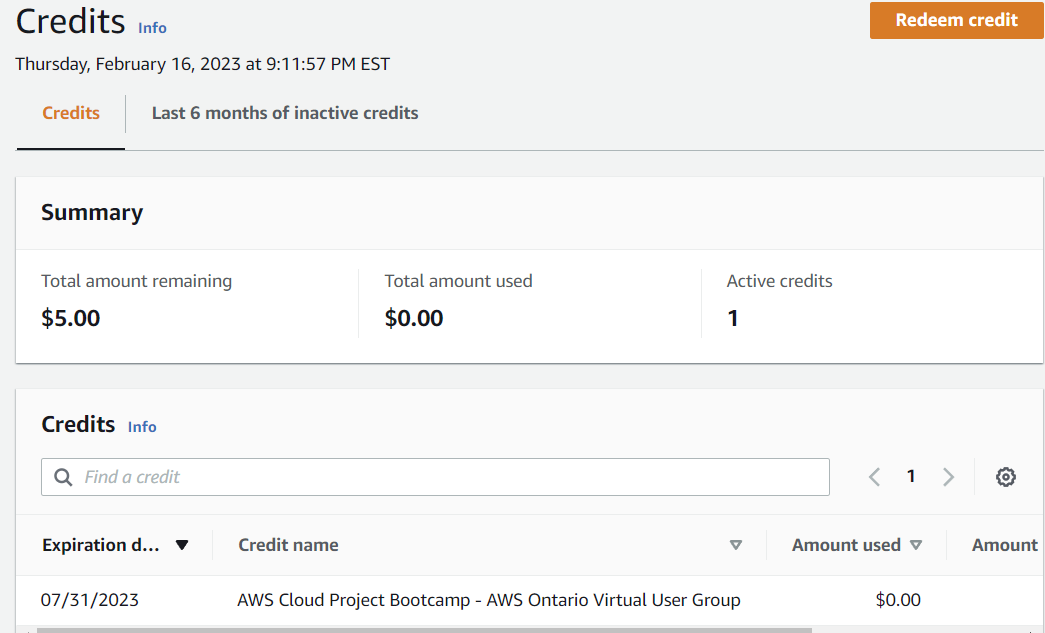 Credits Info
Redeem credit
Thursday, February 16, 2023 at 9:11:57 PM EST
Credits Last 6 months of inactive credits
Summary
Total amount remaining Total amount used Active credits
$5.00 $0.00 1
Credits Info
Find a credit 1
Expiration d... Credit name Amount used Amount
07/31/2023 AWS Cloud Project Bootcamp - AWS Ontario Virtual User Group $0.00